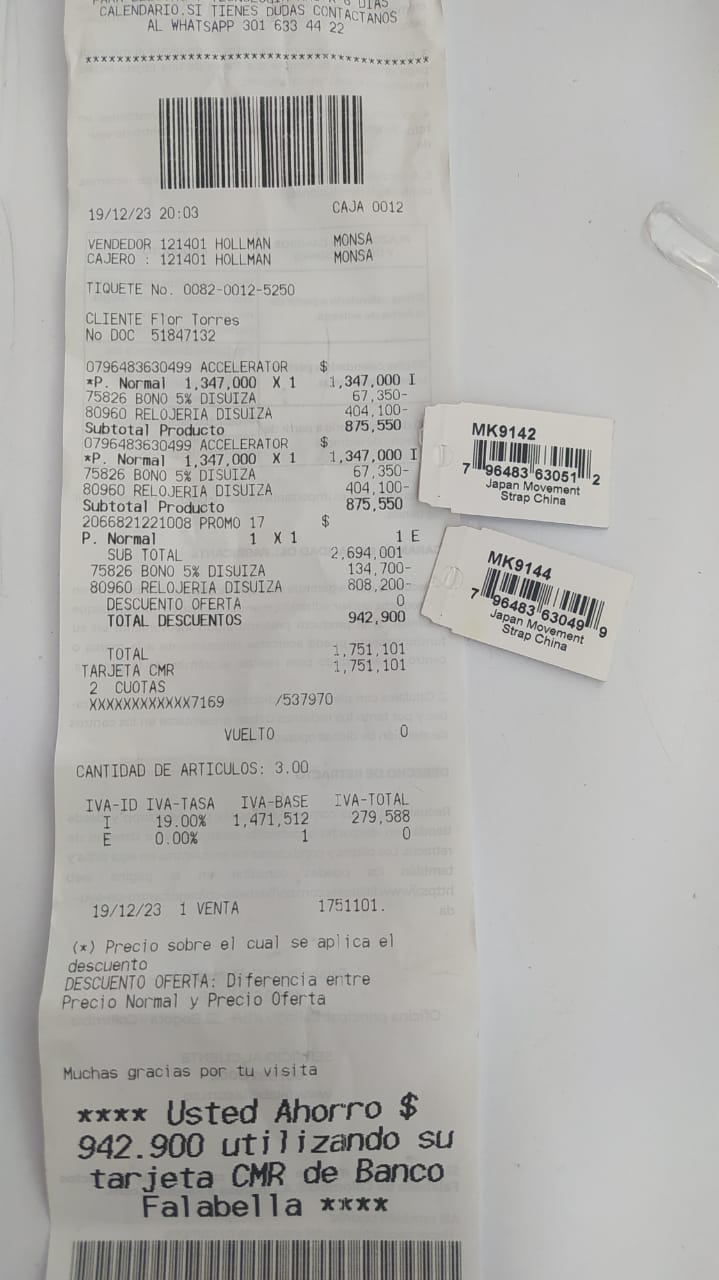 CALENDARIO.SI TIENES DUDAS CONTACTANOS
AL WHATSAPP 301 633 44 22
******************************************
19/12/23 20:03 CAJA 0012
VENDEDOR 121401 HOLLMAN MONSA
CAJERO : 121401 HOLLMAN MONSA
TIQUETE No. 0082-0012-5250
CLIENTE Flor Torres
No DOC 51847132
0796483630499 ACCELERATOR $
*P. Normal 1,347,000 X 1 1,347,000 I
75826 BONO 5% DISUIZA 67,350-
80960 RELOJERIA DISUIZA 404,100-
Subtotal Producto 875,550
0796483630499 ACCELERATOR $
*P. Normal 1,347,000 X 1 1,347,000 I
75826 BONO 5% DISUIZA 67,350-
80960 RELOJERIA DISUIZA 404,100-
Subtotal Producto 875,550
2066821221008 PROMO 17 $
P. Normal 1 X 1 1 E
SUB TOTAL 2,694,001
75826 BONO 5% DISUIZA 134,700-
80960 RELOJERIA DISUIZA 808,200-
DESCUENTO OFERTA 0
TOTAL DESCUENTOS 942,900
TOTAL 1,751,101
TARJETA CMR 1,751,101
2 CUOTAS
XXXXXXXXXXXX7169 /537970
VUELTO 0
CANTIDAD DE ARTICULOS: 3.00
IVA-ID IVA-TASA IVA-BASE IVA-TOTAL
I 19.00% 1,471,512 279,588
E 0.00% 1 0
19/12/23 1 VENTA 1751101.
(*) Precio sobre el cual se aplica el
descuento
DESCUENTO OFERTA: Diferencia entre
Precio Normal y Precio Oferta
Muchas gracias por tu visita
**** Usted Ahorro $
942.900 utilizando su
tarjeta CMR de Banco
Falabella ****
MK9142
7 96483 63051 2
Japan Movement
Strap China
MK9144
7 96483 63049 9
Japan Movement
Strap China